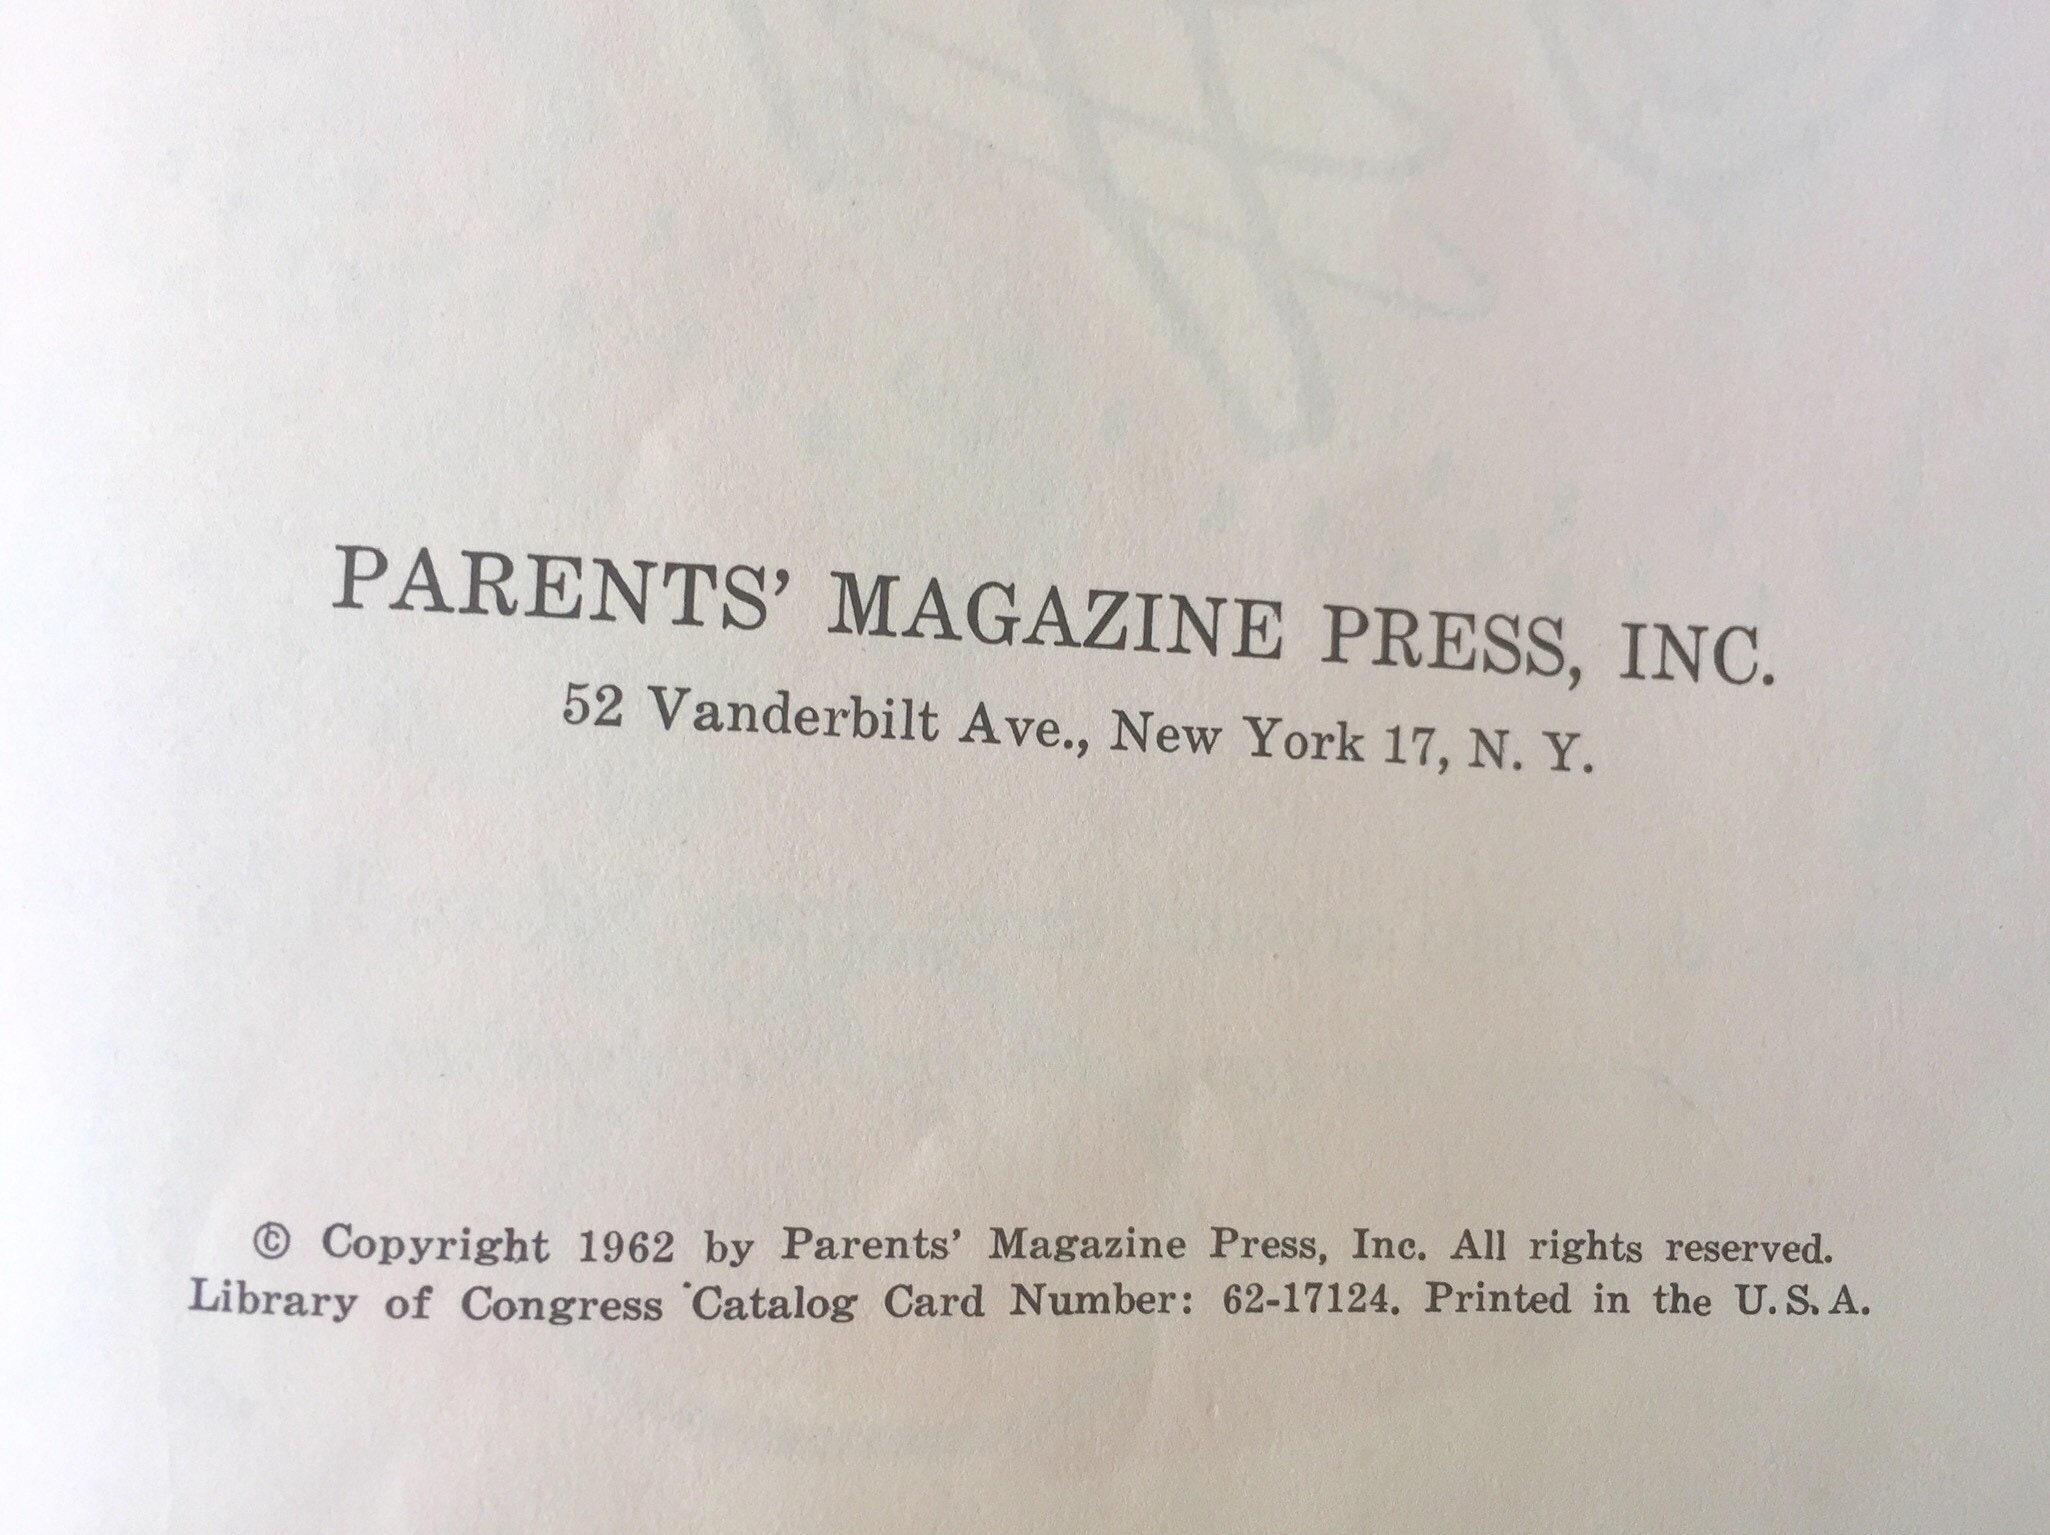 PARENTS' MAGAZINE PRESS, INC.
52 Vanderbilt Ave., New York 17, N. Y.
© Copyright 1962 by Parents' Magazine Press, Inc. All rights reserved.
Library of Congress Catalog Card Number: 62-17124. Printed in the U. S. A.